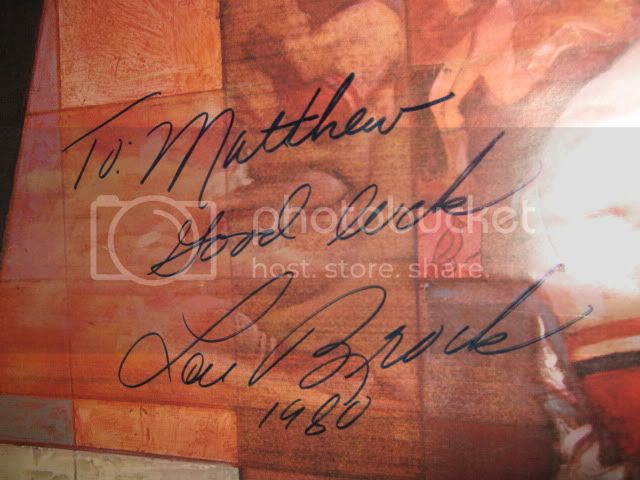 To: Matthew
Good luck
Lou Brock
1980
photobucket
host. store. share.